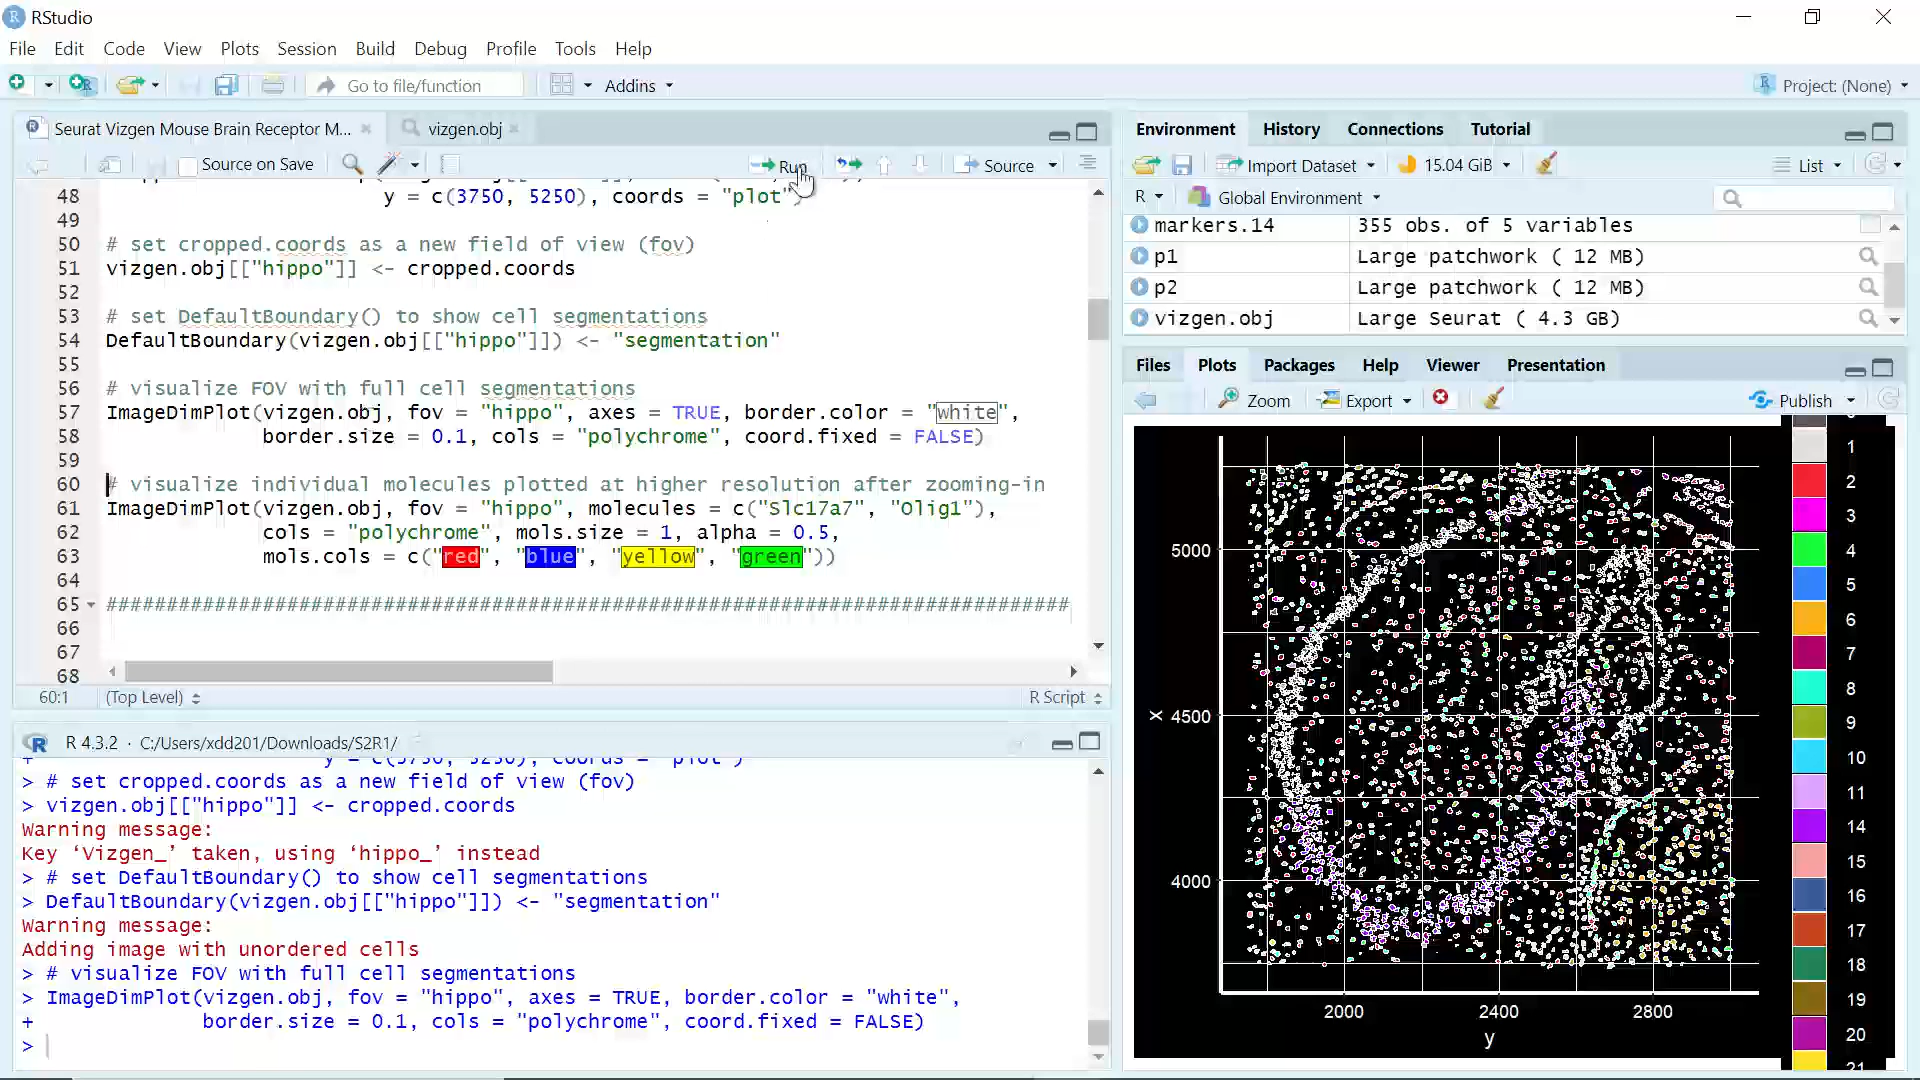 RStudio
File Edit Code View Plots Session Build Debug Profile Tools Help
Go to file/function Addins Project: (None)
Seurat Vizgen Mouse Brain Receptor M... vizgen.obj
Source on Save Run Source
48 y = c(3750, 5250), coords = "plot")
49
50 # set cropped.coords as a new field of view (fov)
51 vizgen.obj[["hippo"]] <- cropped.coords
52
53 # set DefaultBoundary() to show cell segmentations
54 DefaultBoundary(vizgen.obj[["hippo"]]) <- "segmentation"
55
56 # visualize FOV with full cell segmentations
57 ImageDimPlot(vizgen.obj, fov = "hippo", axes = TRUE, border.color = "white",
58 border.size = 0.1, cols = "polychrome", coord.fixed = FALSE)
59
60 # visualize individual molecules plotted at higher resolution after zooming-in
61 ImageDimPlot(vizgen.obj, fov = "hippo", molecules = c("Slc17a7", "Olig1"),
62 cols = "polychrome", mols.size = 1, alpha = 0.5,
63 mols.cols = c("red", "blue", "yellow", "green"))
64
65 ################################################################################
66
67
68
60:1 (Top Level) R Script
R 4.3.2 · C:/Users/xdd201/Downloads/S2R1/
+ y = c(3750, 5250), coords = "plot")
> # set cropped.coords as a new field of view (fov)
> vizgen.obj[["hippo"]] <- cropped.coords
Warning message:
Key ‘Vizgen_’ taken, using ‘hippo_’ instead
> # set DefaultBoundary() to show cell segmentations
> DefaultBoundary(vizgen.obj[["hippo"]]) <- "segmentation"
Warning message:
Adding image with unordered cells
> # visualize FOV with full cell segmentations
> ImageDimPlot(vizgen.obj, fov = "hippo", axes = TRUE, border.color = "white",
+ border.size = 0.1, cols = "polychrome", coord.fixed = FALSE)
>
Environment History Connections Tutorial
Import Dataset 15.04 GiB List
R Global Environment
markers.14 355 obs. of 5 variables
p1 Large patchwork ( 12 MB)
p2 Large patchwork ( 12 MB)
vizgen.obj Large Seurat ( 4.3 GB)
Files Plots Packages Help Viewer Presentation
Zoom Export Publish
5000
x 4500
4000
2000 2400 2800
y
1
2
3
4
5
6
7
8
9
10
11
14
15
16
17
18
19
20
21